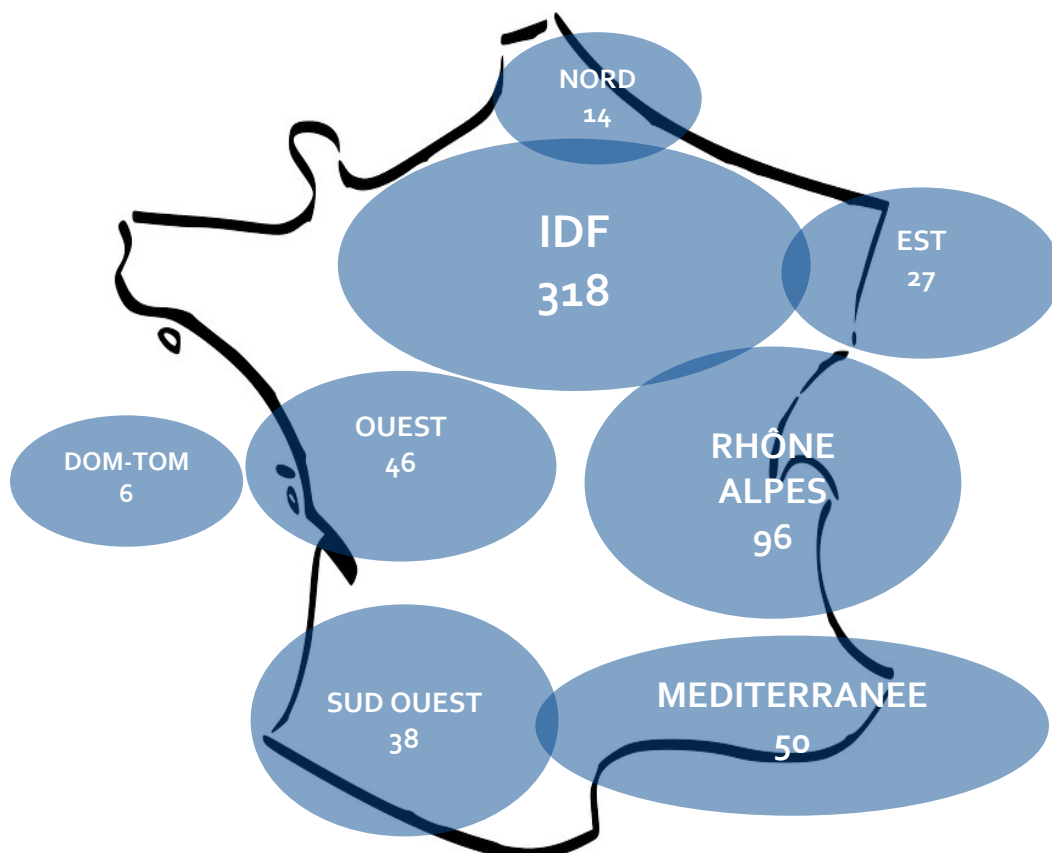 NORD
14
IDF
318
EST
27
OUEST
46
DOM-TOM
6
RHÔNE
ALPES
96
SUD OUEST
38
MEDITERRANEE
50